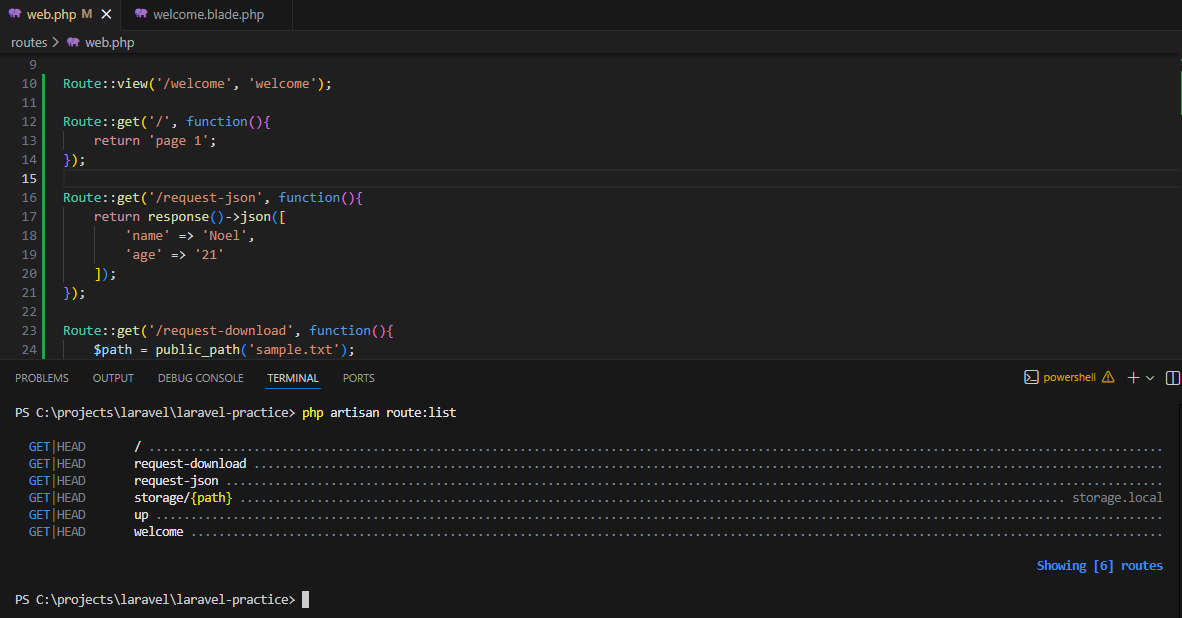 web.php M
welcome.blade.php
routes > web.php
9
10 Route::view('/welcome', 'welcome');
11
12 Route::get('/', function(){
13     return 'page 1';
14 });
15
16 Route::get('/request-json', function(){
17     return response()->json([
18         'name' => 'Noel',
19         'age' => '21'
20     ]);
21 });
22
23 Route::get('/request-download', function(){
24     $path = public_path('sample.txt');
PROBLEMS OUTPUT DEBUG CONSOLE TERMINAL PORTS powershell
PS C:\projects\laravel\laravel-practice> php artisan route:list
GET|HEAD / ........................................................
GET|HEAD request-download ........................................................
GET|HEAD request-json ........................................................
GET|HEAD storage/{path} ........................................................ storage.local
GET|HEAD up ........................................................
GET|HEAD welcome ........................................................
Showing [6] routes
PS C:\projects\laravel\laravel-practice>